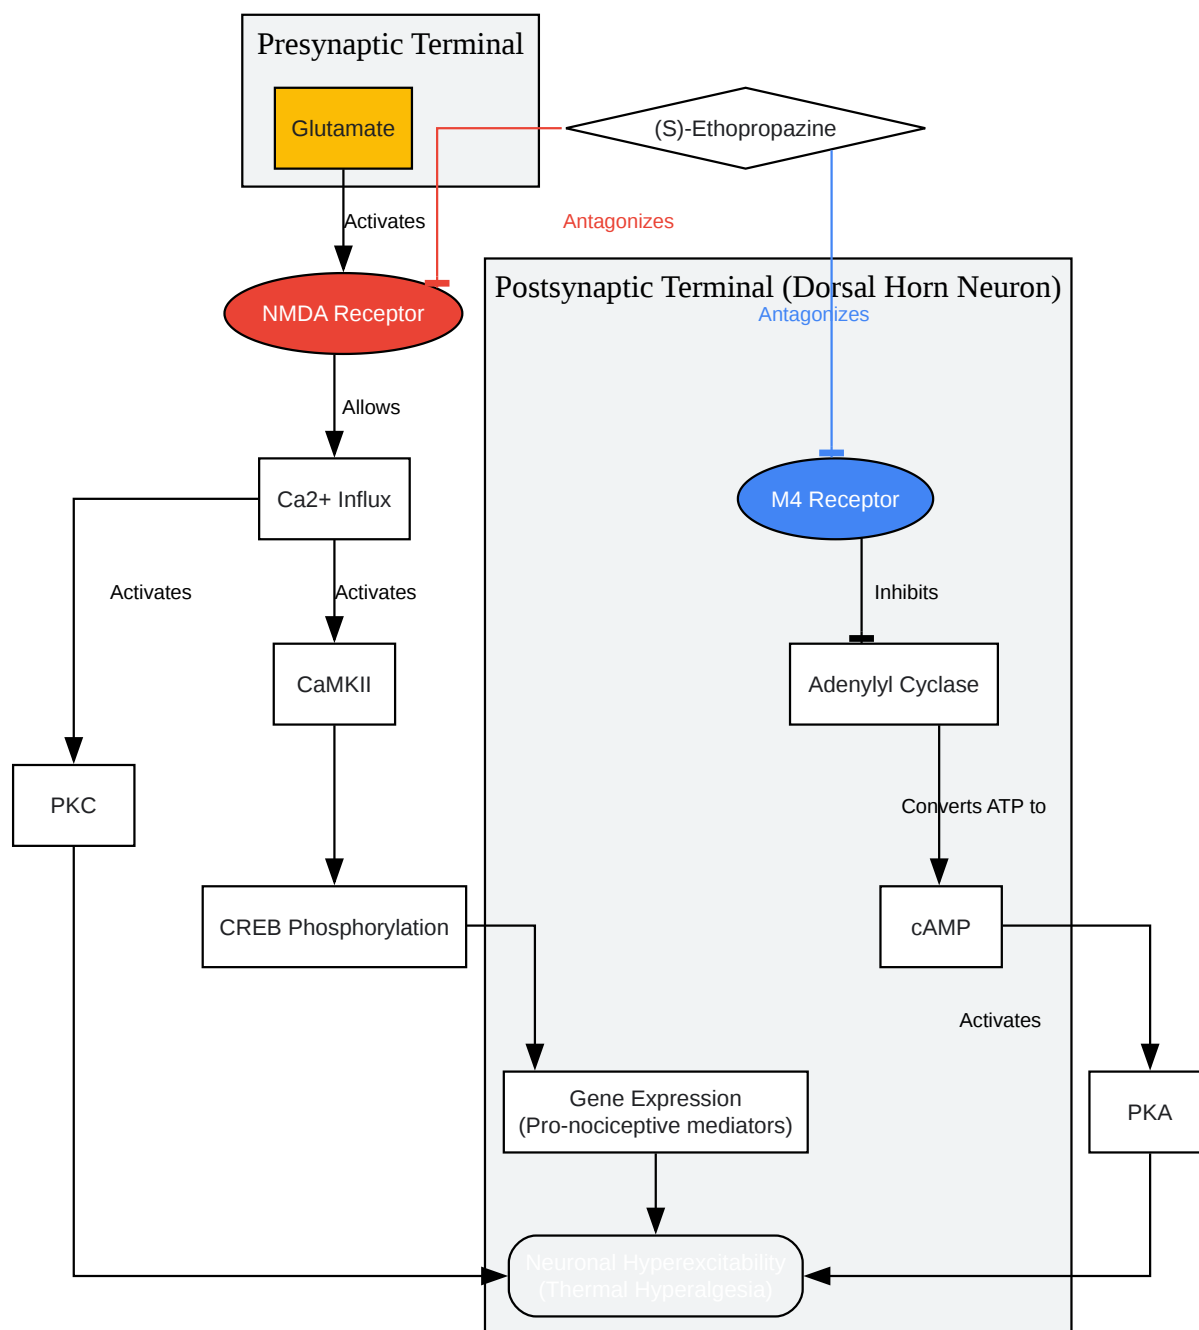 Presynaptic Terminal
Glutamate
(S)-Ethopropazine
Activates
Antagonizes
Postsynaptic Terminal (Dorsal Horn Neuron)
NMDA Receptor
Antagonizes
Allows
Ca2+ Influx
M4 Receptor
Activates
Activates
Inhibits
CaMKII
Adenylyl Cyclase
PKC
Converts ATP to
CREB Phosphorylation
cAMP
Activates
Gene Expression
(Pro-nociceptive mediators)
PKA
Neuronal Hyperexcitability
(Thermal Hyperalgesia)